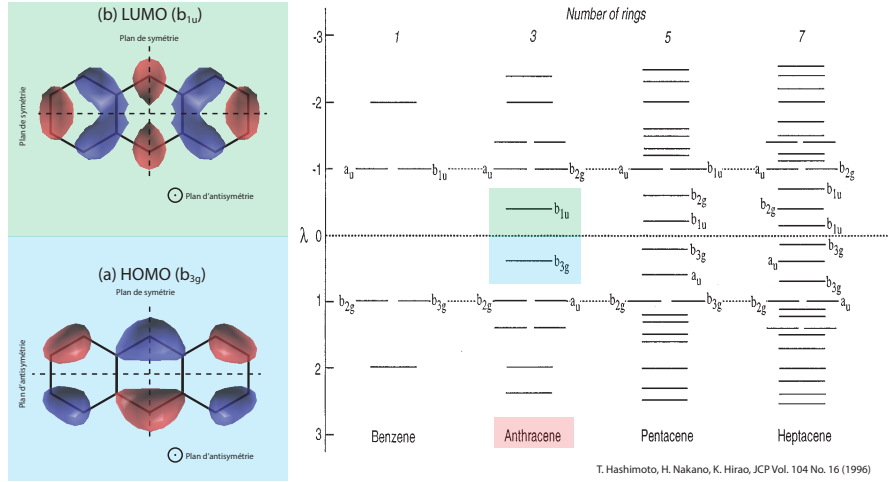 (b) LUMO (b1u)
Plan de symétrie
Plan de symétrie
Plan d'antisymétrie
(a) HOMO (b3g)
Plan de symétrie
Plan d'antisymétrie
Plan d'antisymétrie
Number of rings
1 3 5 7
-3
-2
-1
λ 0
1
2
3
au b1u au b2g au b1u au b2g
b1u b2g b1u b2g b1u b1u
b3g b3g au b3g au b3g
b2g b3g b2g au b2g b3g b2g au
Benzene Anthracene Pentacene Heptacene
T. Hashimoto, H. Nakano, K. Hirao, JCP Vol. 104 No. 16 (1996)